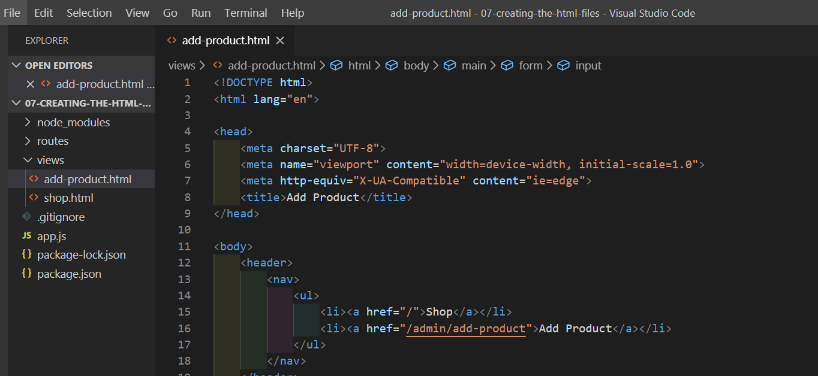 File Edit Selection View Go Run Terminal Help add-product.html - 07-creating-the-html-files - Visual Studio Code
EXPLORER
OPEN EDITORS
add-product.html ...
07-CREATING-THE-HTML-...
node_modules
routes
views
add-product.html
shop.html
.gitignore
JS app.js
{} package-lock.json
{} package.json
<> add-product.html ×
views > <> add-product.html > html > body > main > form > input
1 <!DOCTYPE html>
2 <html lang="en">
3
4 <head>
5 <meta charset="UTF-8">
6 <meta name="viewport" content="width=device-width, initial-scale=1.0">
7 <meta http-equiv="X-UA-Compatible" content="ie=edge">
8 <title>Add Product</title>
9 </head>
10
11 <body>
12 <header>
13 <nav>
14 <ul>
15 <li><a href="/">Shop</a></li>
16 <li><a href="/admin/add-product">Add Product</a></li>
17 </ul>
18 </nav>